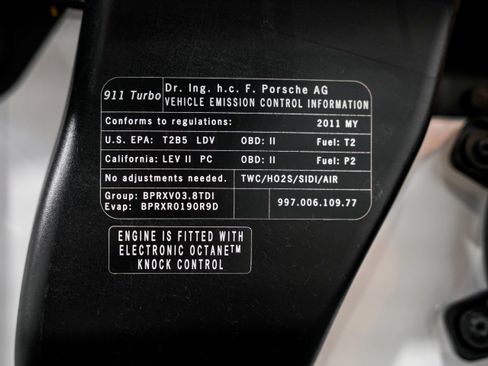 911 Turbo
Dr. Ing. h.c. F. Porsche AG
VEHICLE EMISSION CONTROL INFORMATION
Conforms to regulations: 2011 MY
U.S. EPA: T2B5 LDV OBD: II Fuel: T2
California: LEV II PC OBD: II Fuel: P2
No adjustments needed. TWC/HO2S/SIDI/AIR
Group: BPRXV03.8TDI
Evap: BPRXR0190R9D
997.006.109.77
ENGINE IS FITTED WITH
ELECTRONIC OCTANE™
KNOCK CONTROL